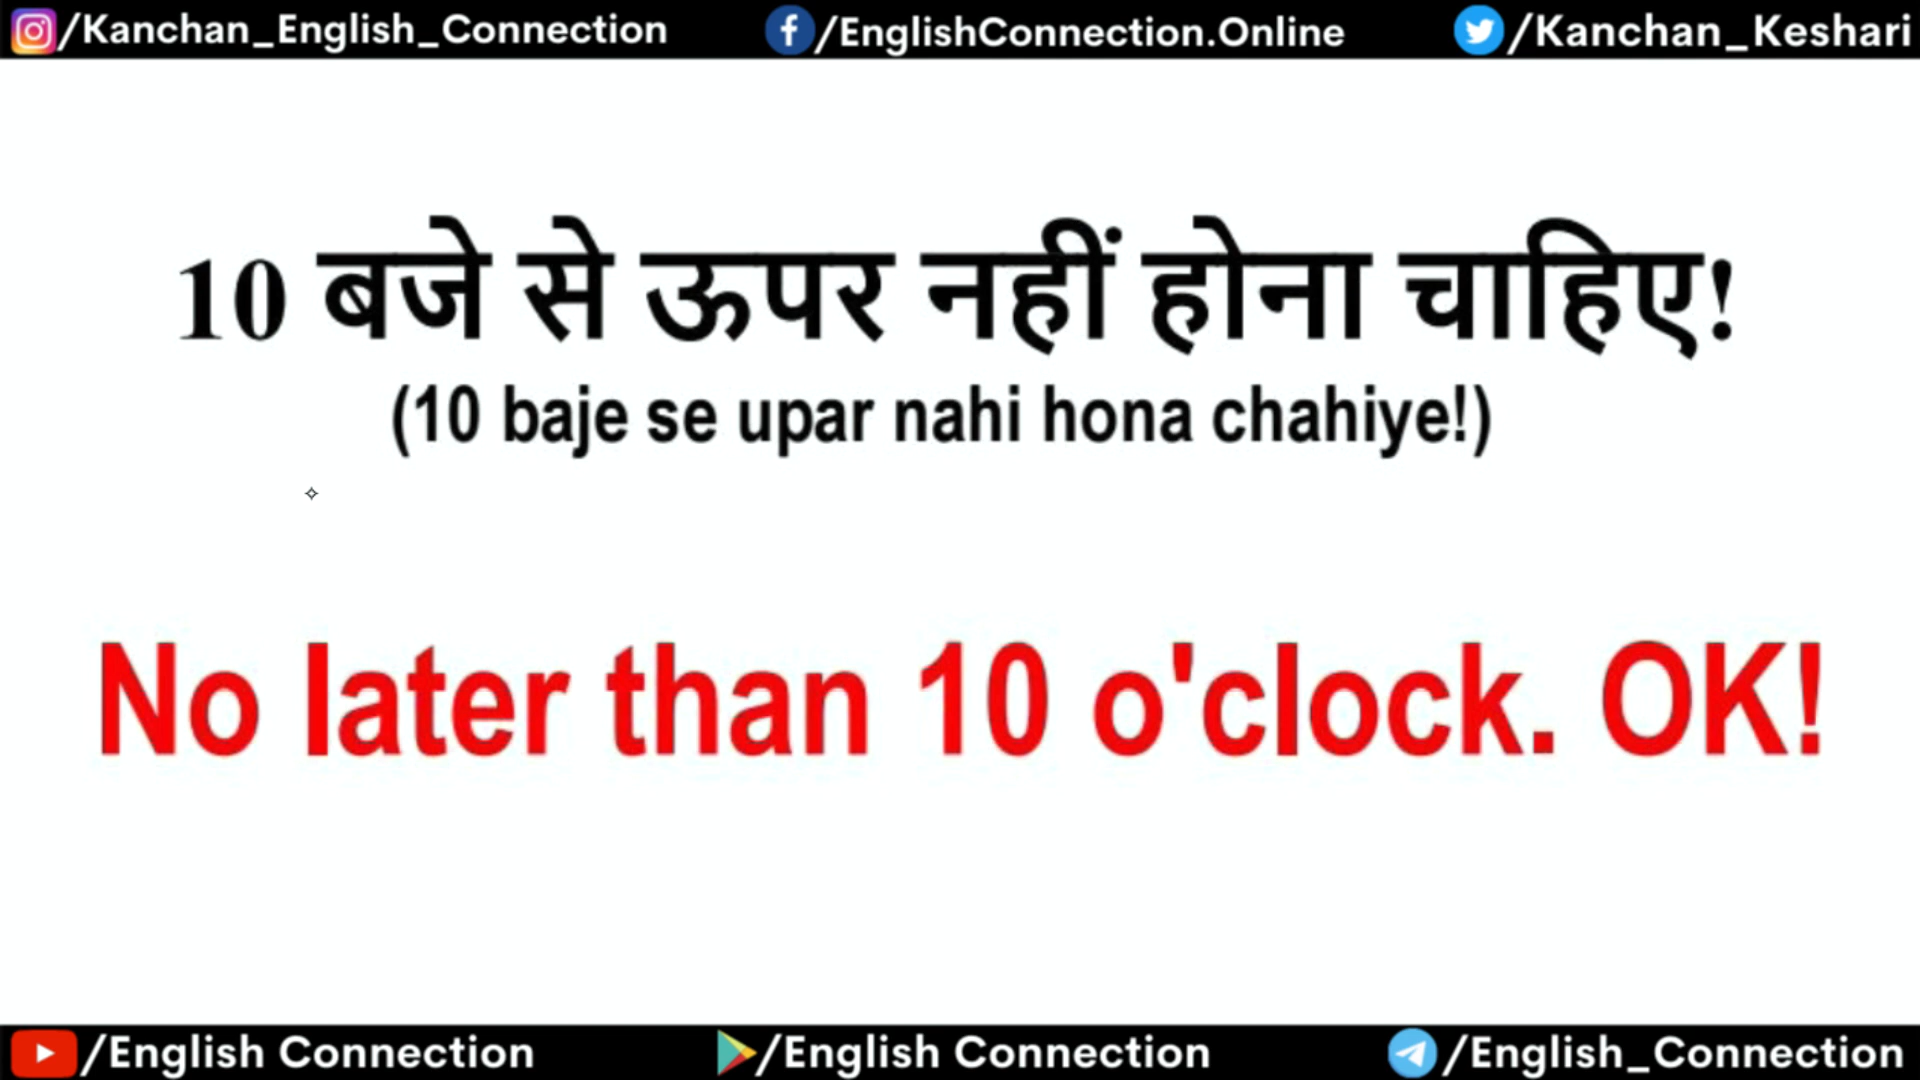 /Kanchan_English_Connection /EnglishConnection.Online /Kanchan_Keshari
10 बजे से ऊपर नहीं होना चाहिए!
(10 baje se upar nahi hona chahiye!)
No later than 10 o'clock. OK!
/English Connection /English Connection /English_Connection